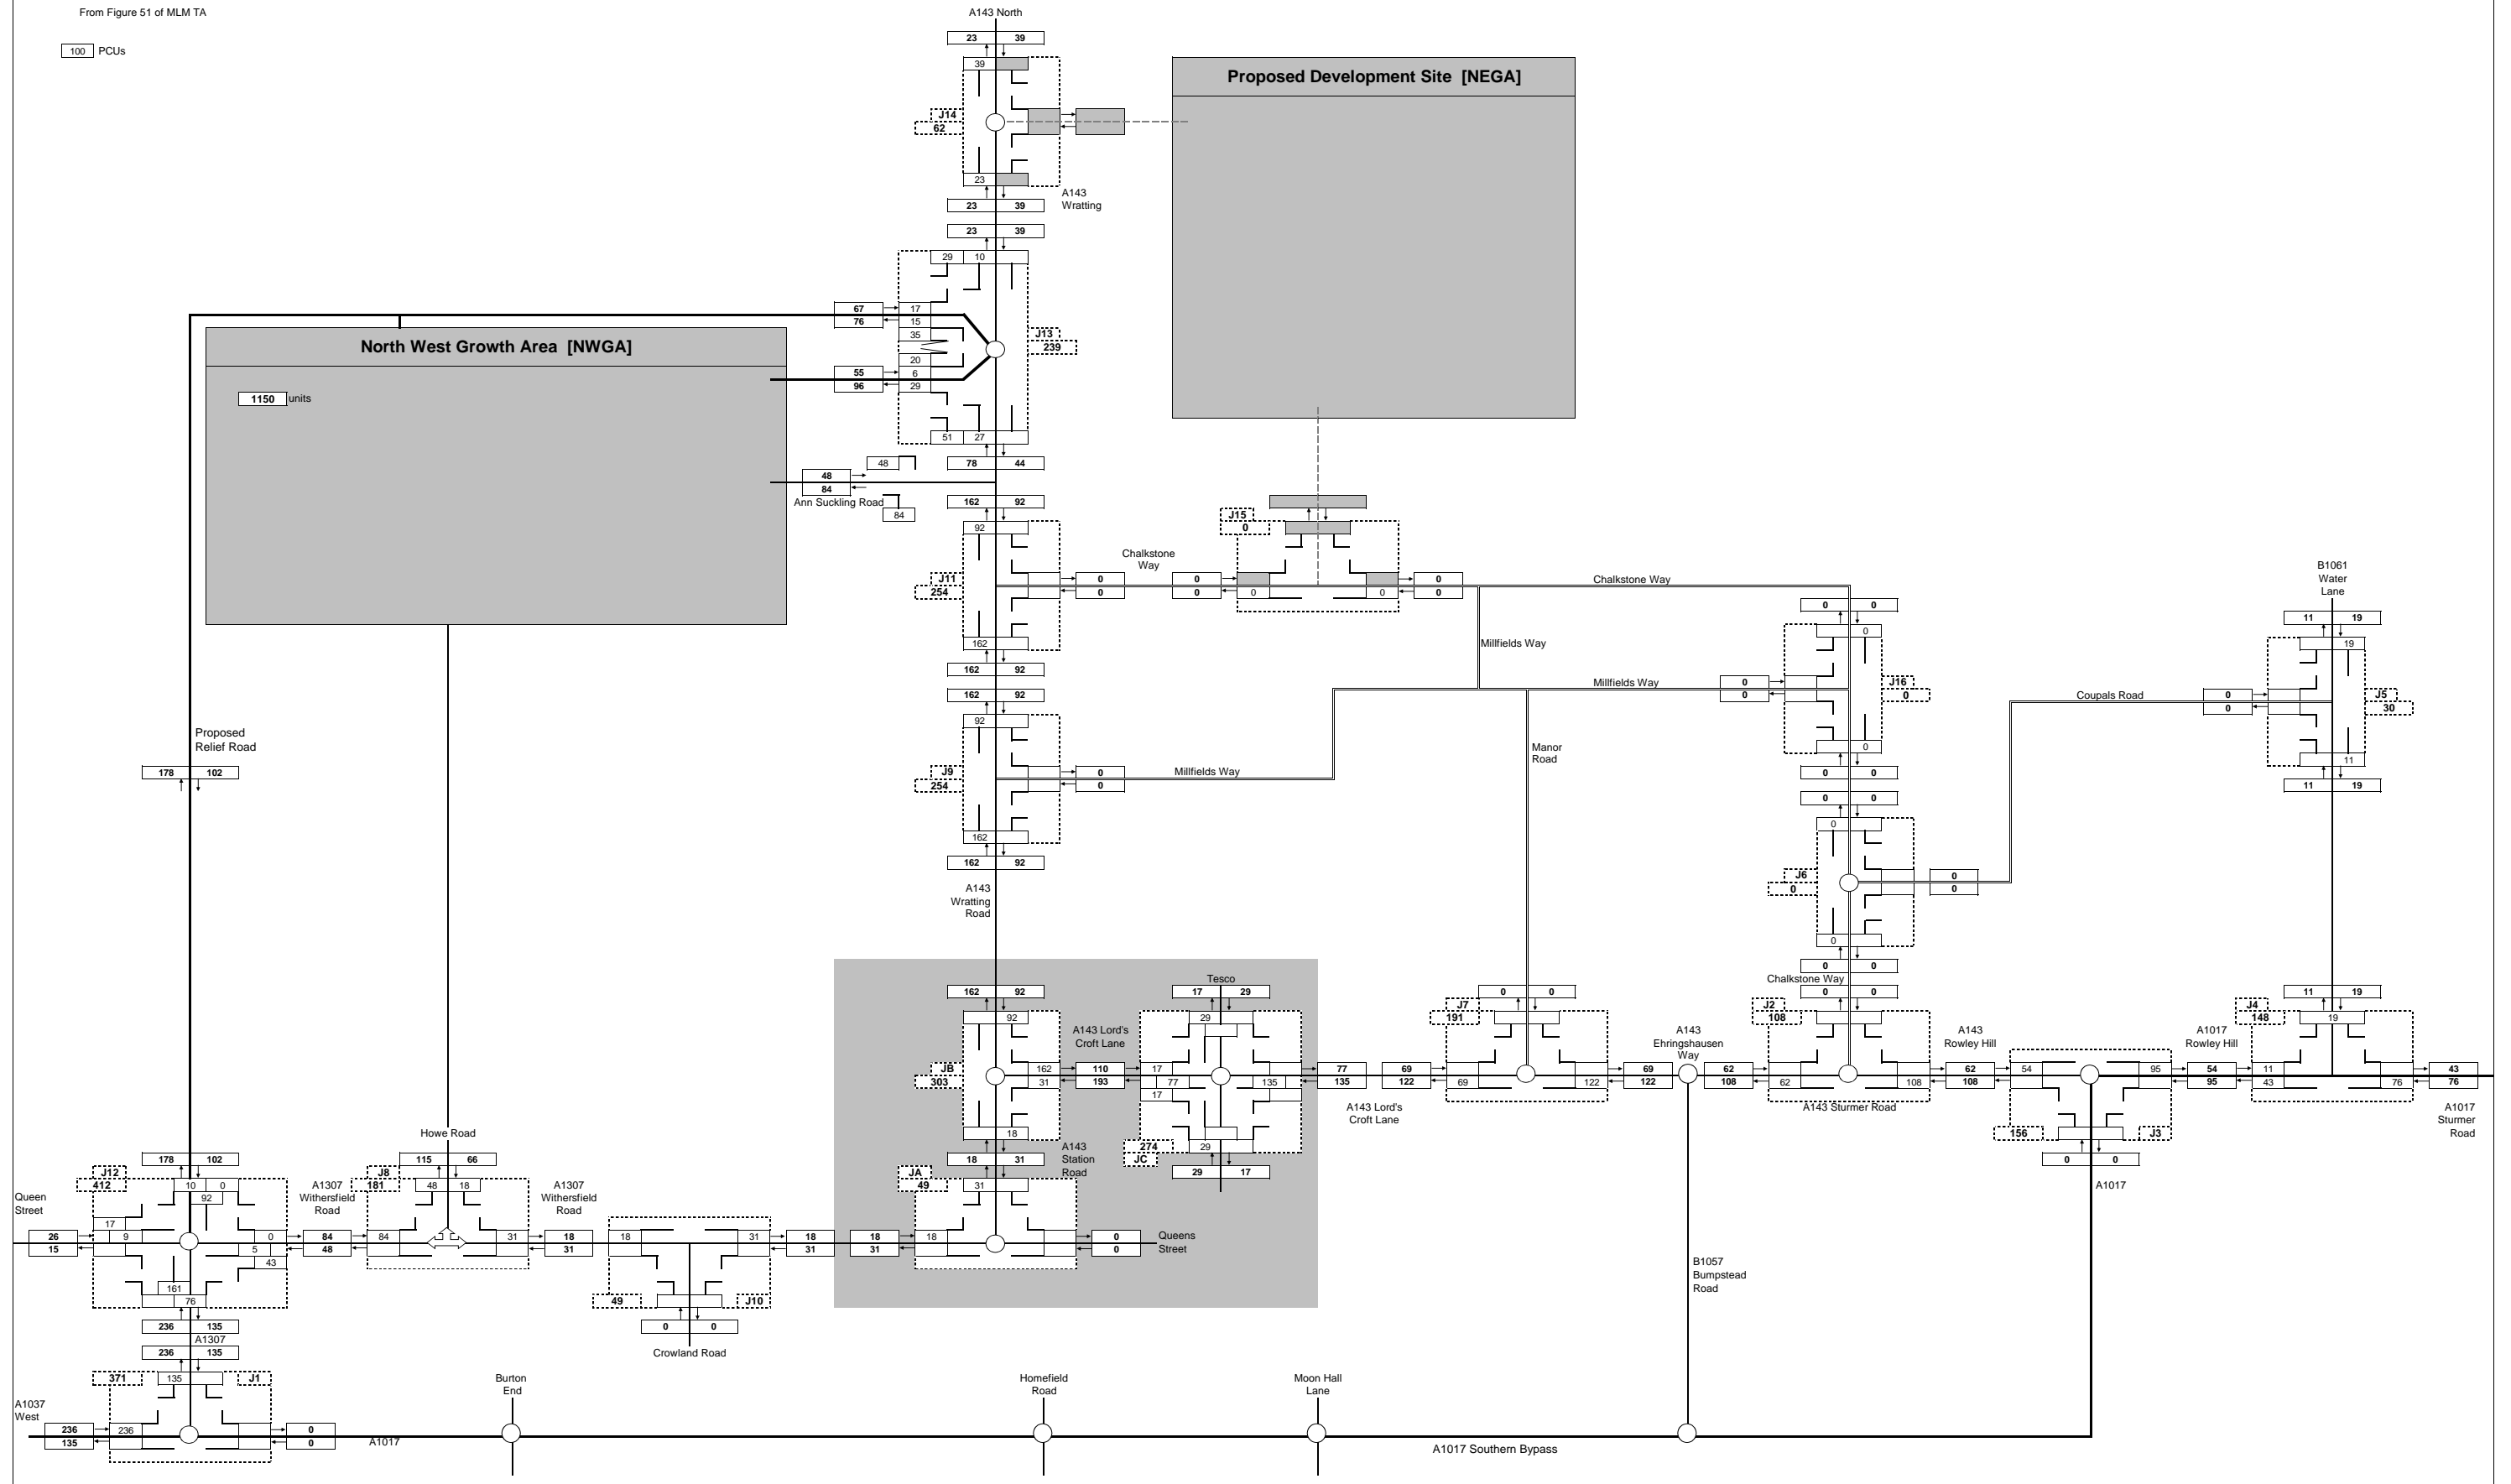 From Figure 51 of MLM TA
A143 North
100 PCUs
23 39
39
Proposed Development Site [NEGA]
J14
62
23
A143
Wratting
23 39
23 39
29 10
67 17
76 15
35
J13
239
North West Growth Area [NWGA]
20
55 6
96 29
1150 units
51 27
78 44
48
48
84
Ann Suckling Road
84
162 92
92
J15
0
Chalkstone
Way
J11
254
0 0 0
0 0 0 0 0
Chalkstone Way
B1061
Water
Lane
0 0
0
11 19
19
162
Millfields Way
162 92
162 92
92
Millfields Way
0
0
J16
0
Coupals Road
0
0
J5
30
Proposed
Relief Road
178 102
Manor
Road
0
0 0
11
11 19
J9
254
0
0
Millfields Way
0 0
0
162
162 92
A143
Wratting
Road
J6
0
0
0
0
0 0
Chalkstone Way
162 92
92
Tesco
17 29
29
0 0
J7
191
0 0
J2
108
11 19
J4
148
19
A143 Lord's
Croft Lane
A143
Ehringshausen
Way
A143
Rowley Hill
A1017
Rowley Hill
JB
303
162 110 17
31 193 77
17
135
77 69
135 122 69
69
122 122
62
108 62
62
108 108
54 95
54 11
95 43
43
76 76
A143 Lord's
Croft Lane
A143 Sturmer Road
A1017
Sturmer
Road
18
18 31
A143
Station
Road
29
274
JC
29 17
156 J3
0 0
A1017
Howe Road
178 102
J12
412
10 0
92
115 66
J8
181
48 18
JA
49
31
Queen
Street
A1307
Withersfield
Road
A1307
Withersfield
Road
17
26 9
15
0 84 84
5 48
43
31 18
31
18 31 18
31
18 18
31
0
0
Queens
Street
161
76
236 135
A1307
236 135
49 J10
0 0
Crowland Road
B1057
Bumpstead
Road
371 135 J1
Burton
End
Homefield
Road
Moon Hall
Lane
A1037
West
236 236
135
0
0
A1017
A1017 Southern Bypass